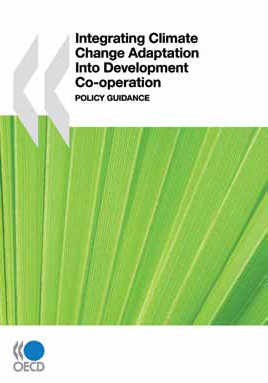 Integrating Climate
Change Adaptation
Into Development
Co-operation
POLICY GUIDANCE
OECD